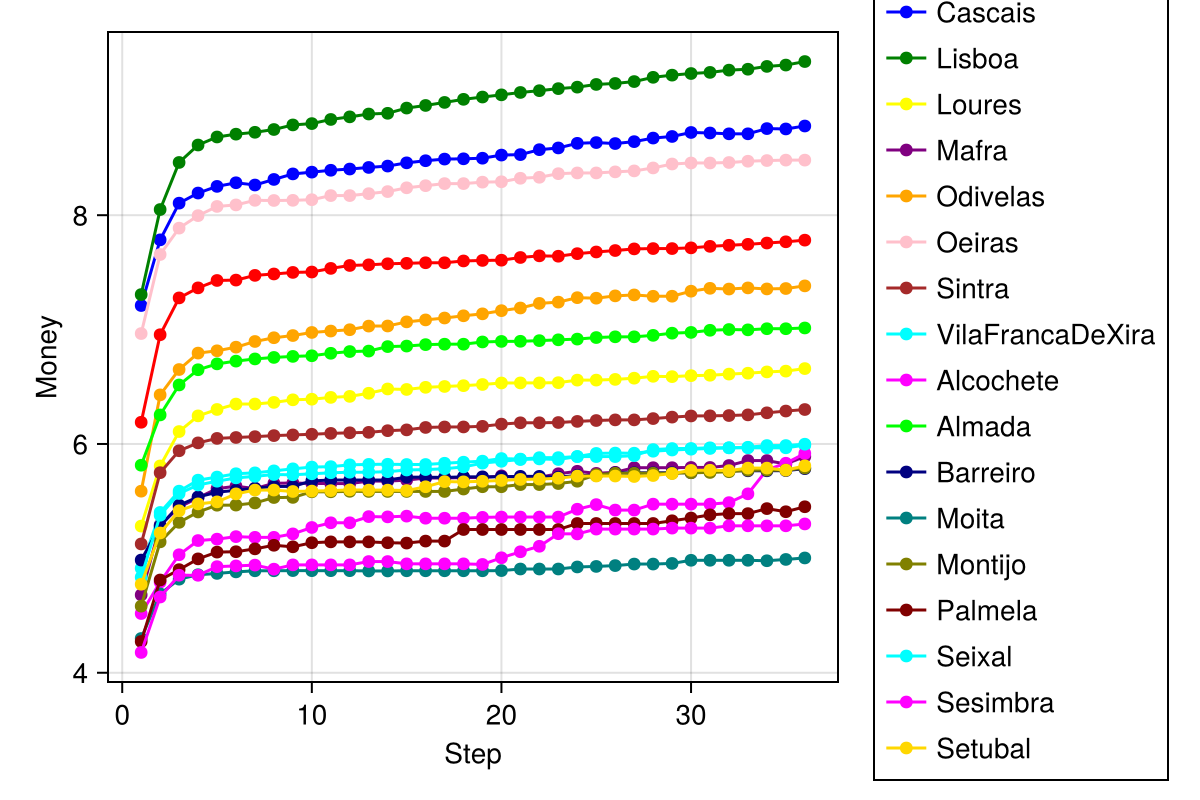 Cascais
Lisboa
Loures
Mafra
Odivelas
Oeiras
Sintra
VilaFrancaDeXira
Alcochete
Almada
Barreiro
Moita
Montijo
Palmela
Seixal
Sesimbra
Setubal
8
6
4
Money
0 10 20 30
Step